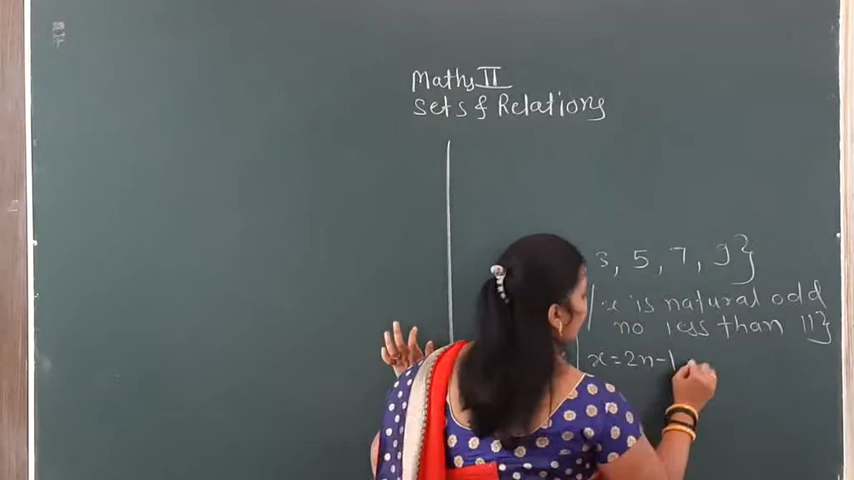 Maths II
Sets & Relations
3, 5, 7, 9}
/ x is natural odd
no less than 11}
x=2n-1